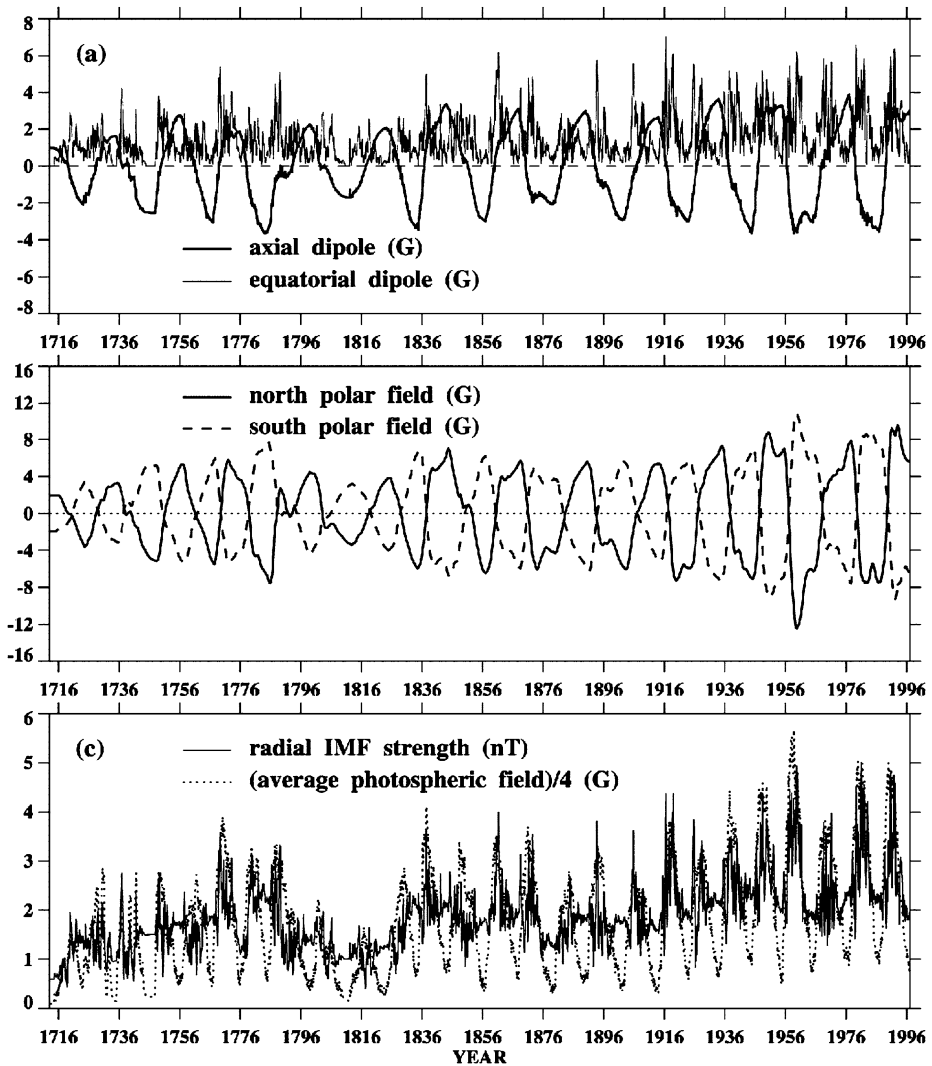 8
(a)
6
4
2
0
-2
-4
-6
-8
axial dipole (G)
equatorial dipole (G)
1716 1736 1756 1776 1796 1816 1836 1856 1876 1896 1916 1936 1956 1976 1996
16
12
8
4
0
-4
-8
-12
-16
north polar field (G)
south polar field (G)
1716 1736 1756 1776 1796 1816 1836 1856 1876 1896 1916 1936 1956 1976 1996
6
(c)
5
4
3
2
1
0
radial IMF strength (nT)
(average photospheric field)/4 (G)
1716 1736 1756 1776 1796 1816 1836 1856 1876 1896 1916 1936 1956 1976 1996
YEAR